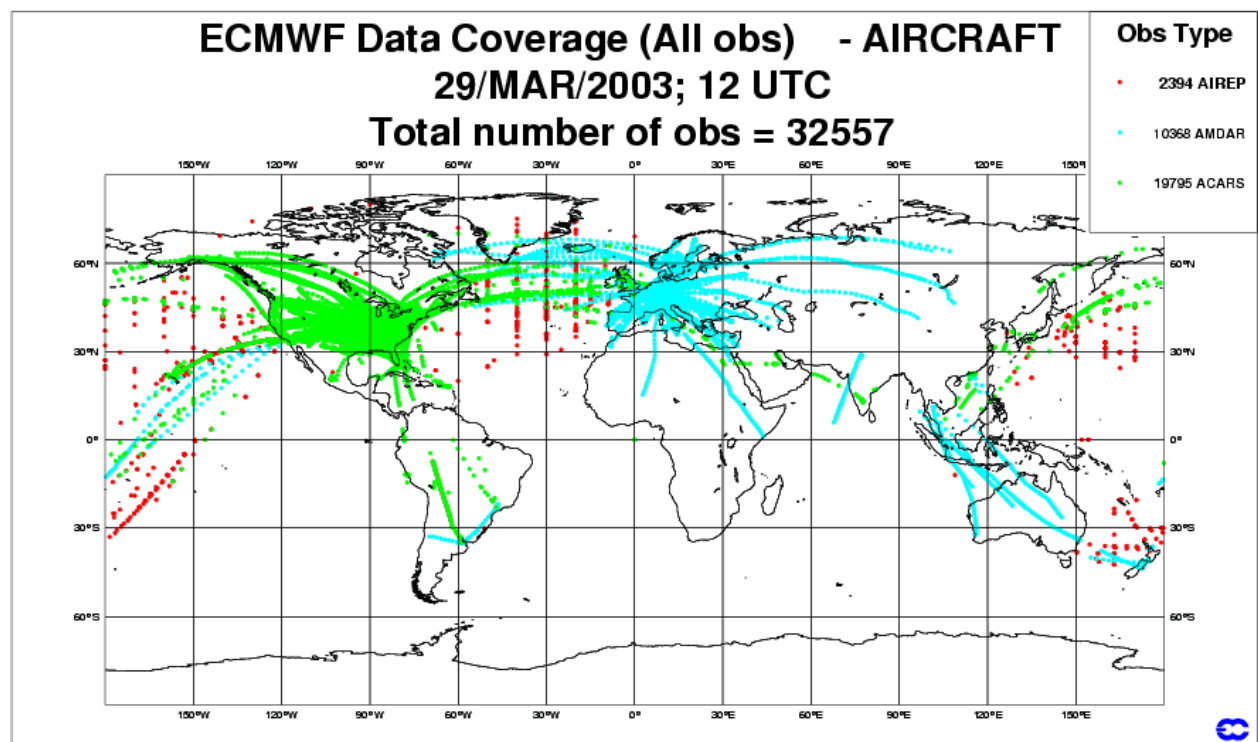 ECMWF Data Coverage (All obs) - AIRCRAFT
29/MAR/2003; 12 UTC
Total number of obs = 32557
Obs Type
2394 AIREP
10368 AMDAR
19795 ACARS
150°W 120°W 90°W 60°W 30°W 0° 30°E 60°E 90°E 120°E 150°
60°N 60°N
30°N 30°N
0° 0°
30°S 30°S
60°S 60°S
150°W 120°W 90°W 60°W 30°W 0° 30°E 60°E 90°E 120°E 150°E